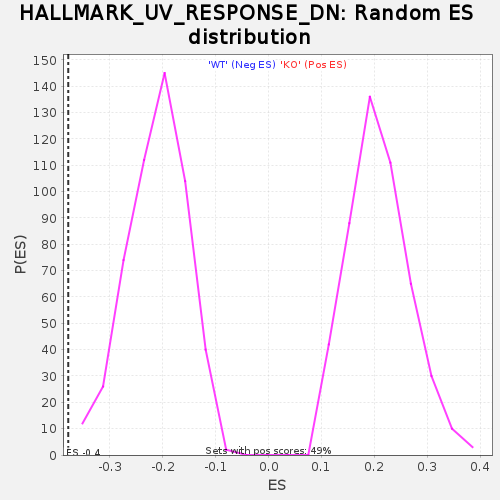 HALLMARK_UV_RESPONSE_DN: Random ES
distribution
'WT' (Neg ES) 'KO' (Pos ES)
150
140
130
120
110
100
90
80
70
60
50
40
30
20
10
0
P(ES)
ES -0.4
Sets with pos scores: 49%
-0.3 -0.2 -0.1 0.0 0.1 0.2 0.3 0.4
ES